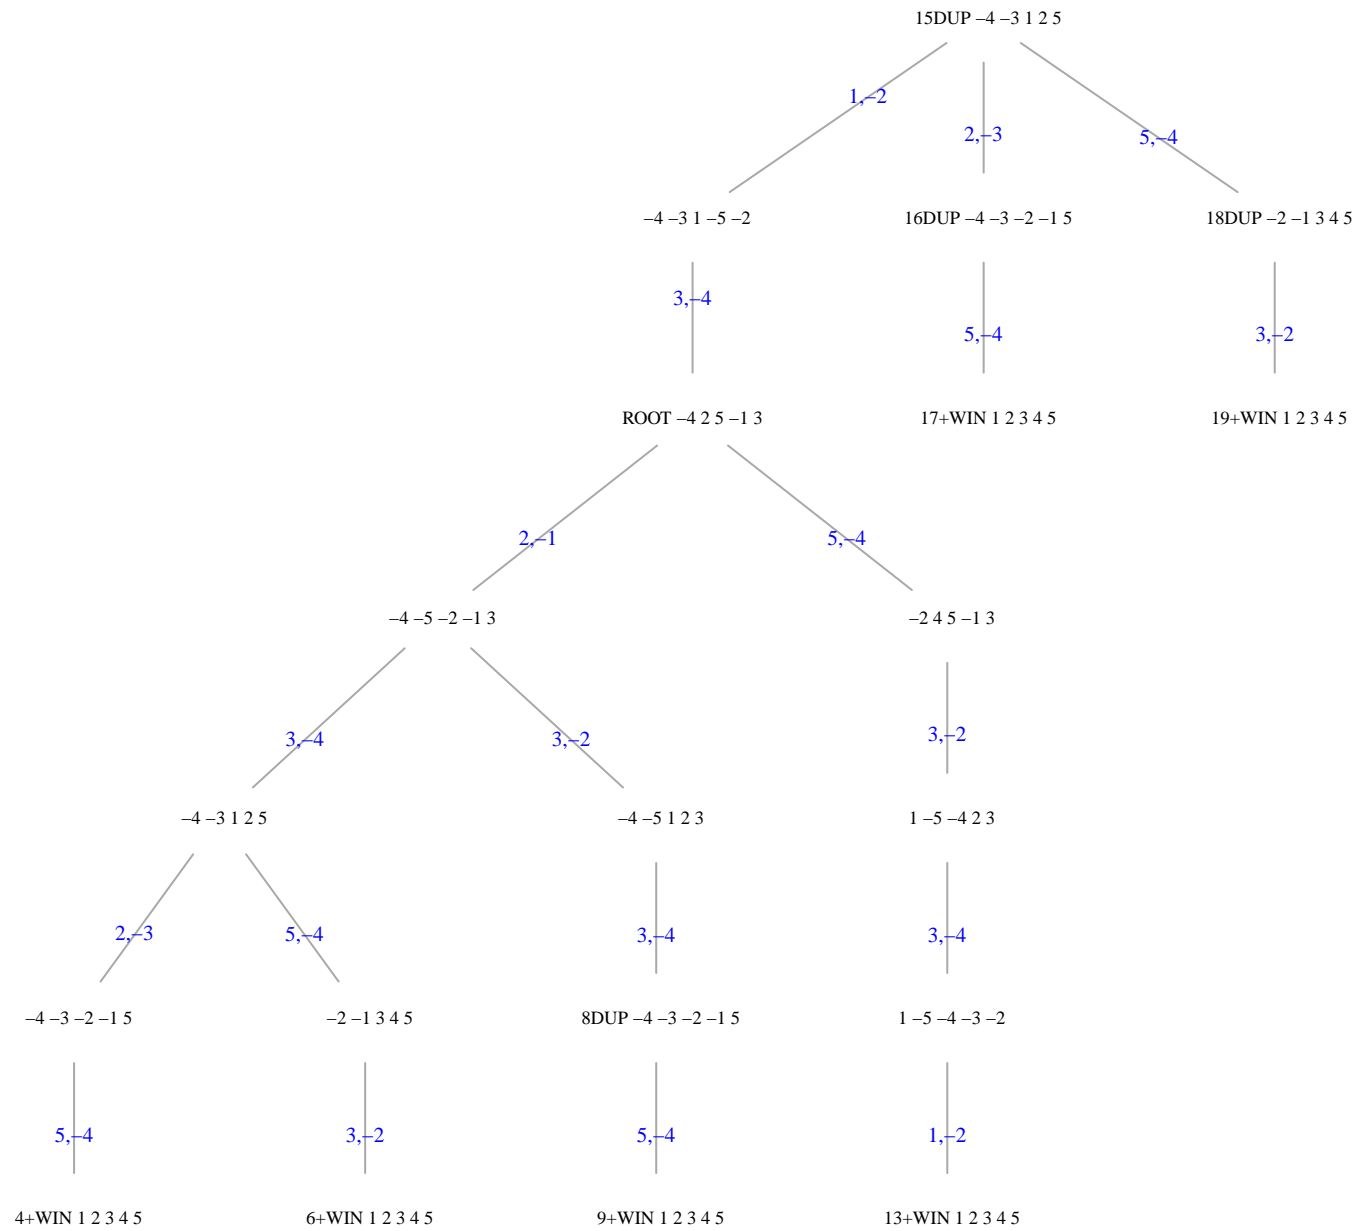 15DUP –4 –3 1 2 5
1,–2
2,–3
5,–4
–4 –3 1 –5 –2
16DUP –4 –3 –2 –1 5
18DUP –2 –1 3 4 5
3,–4
5,–4
3,–2
ROOT –4 2 5 –1 3
17+WIN 1 2 3 4 5
19+WIN 1 2 3 4 5
2,–1
5,–4
–4 –5 –2 –1 3
–2 4 5 –1 3
3,–4
3,–2
3,–2
–4 –3 1 2 5
–4 –5 1 2 3
1 –5 –4 2 3
2,–3
5,–4
3,–4
3,–4
–4 –3 –2 –1 5
–2 –1 3 4 5
8DUP –4 –3 –2 –1 5
1 –5 –4 –3 –2
5,–4
3,–2
5,–4
1,–2
4+WIN 1 2 3 4 5
6+WIN 1 2 3 4 5
9+WIN 1 2 3 4 5
13+WIN 1 2 3 4 5